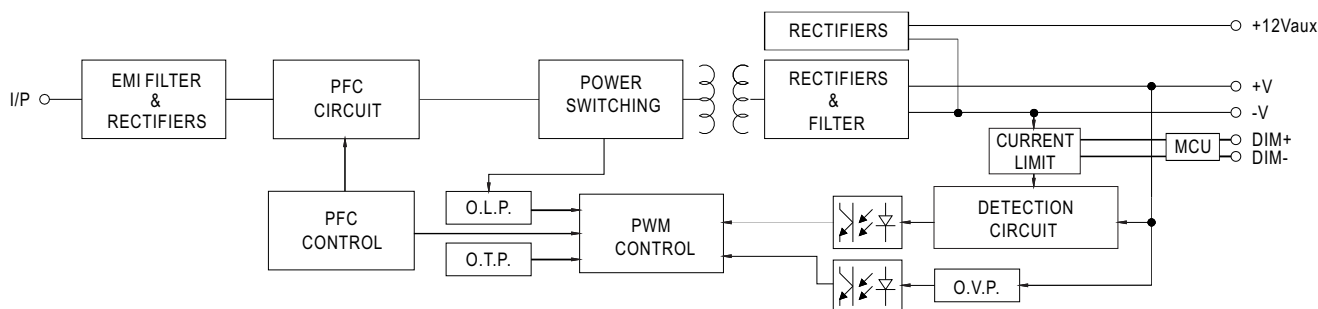 RECTIFIERS
+12Vaux
I/P
EMI FILTER
&
RECTIFIERS
PFC
CIRCUIT
POWER
SWITCHING
RECTIFIERS
&
FILTER
+V
-V
CURRENT
LIMIT
MCU
DIM+
DIM-
PFC
CONTROL
O.L.P.
O.T.P.
PWM
CONTROL
DETECTION
CIRCUIT
O.V.P.